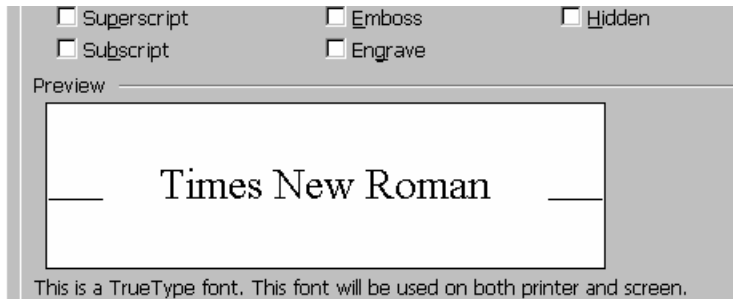 Superscript Emboss Hidden
Subscript Engrave
Preview
Times New Roman
This is a TrueType font. This font will be used on both printer and screen.